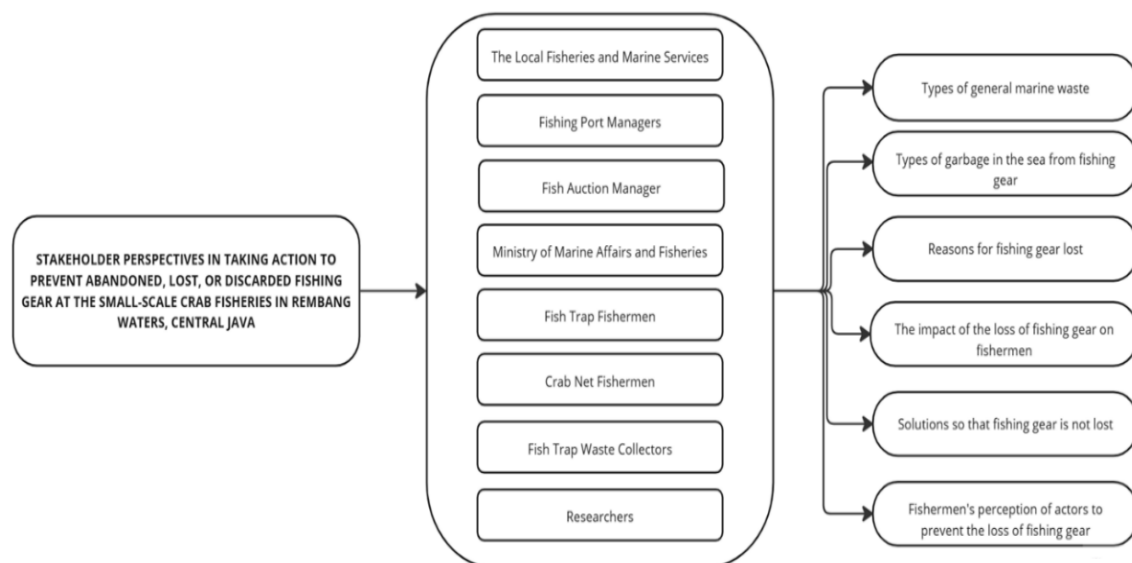 STAKEHOLDER PERSPECTIVES IN TAKING ACTION TO
PREVENT ABANDONED, LOST, OR DISCARDED FISHING
GEAR AT THE SMALL-SCALE CRAB FISHERIES IN REMBANG
WATERS, CENTRAL JAVA
The Local Fisheries and Marine Services
Fishing Port Managers
Fish Auction Manager
Ministry of Marine Affairs and Fisheries
Fish Trap Fishermen
Crab Net Fishermen
Fish Trap Waste Collectors
Researchers
Types of general marine waste
Types of garbage in the sea from fishing
gear
Reasons for fishing gear lost
The impact of the loss of fishing gear on
fishermen
Solutions so that fishing gear is not lost
Fishermen's perception of actors to
prevent the loss of fishing gear